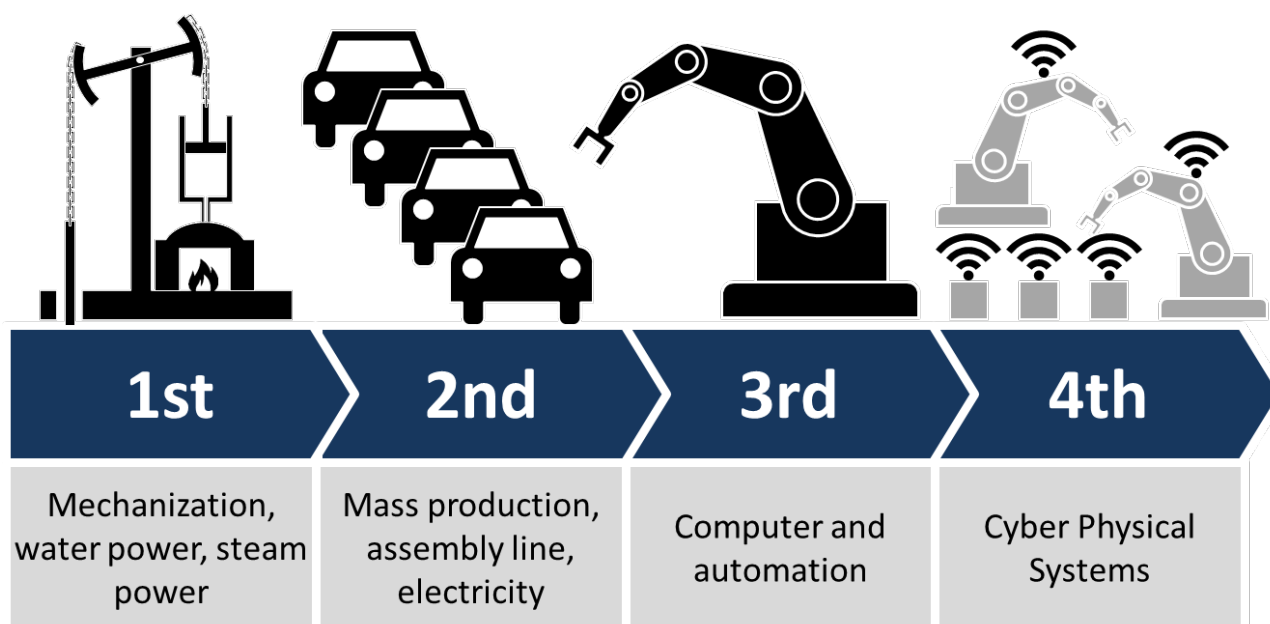 1st
2nd
3rd
4th
Mechanization,
water power, steam
power
Mass production,
assembly line,
electricity
Computer and
automation
Cyber Physical
Systems